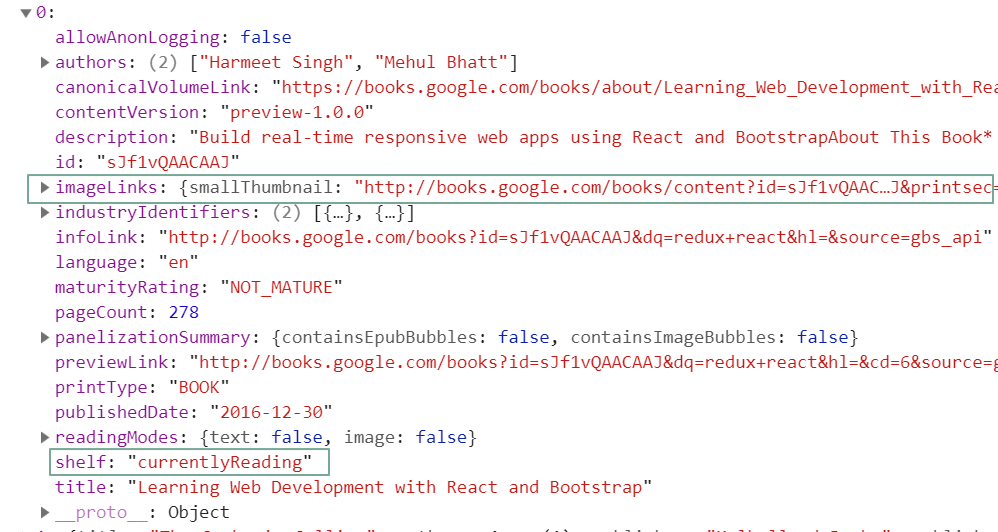 ▼0:
allowAnonLogging: false
▶authors: (2) ["Harmeet Singh", "Mehul Bhatt"]
canonicalVolumeLink: "https://books.google.com/books/about/Learning_Web_Development_with_Rea
contentVersion: "preview-1.0.0"
description: "Build real-time responsive web apps using React and BootstrapAbout This Book*
id: "sJf1vQAACAAJ"
▶imageLinks: {smallThumbnail: "http://books.google.com/books/content?id=sJf1vQAAC…J&printsec=
▶industryIdentifiers: (2) [{…}, {…}]
infoLink: "http://books.google.com/books?id=sJf1vQAACAAJ&dq=redux+react&hl=&source=gbs_api"
language: "en"
maturityRating: "NOT_MATURE"
pageCount: 278
▶panelizationSummary: {containsEpubBubbles: false, containsImageBubbles: false}
previewLink: "http://books.google.com/books?id=sJf1vQAACAAJ&dq=redux+react&hl=&cd=6&source=g
printType: "BOOK"
publishedDate: "2016-12-30"
▶readingModes: {text: false, image: false}
shelf: "currentlyReading"
title: "Learning Web Development with React and Bootstrap"
▶__proto__: Object